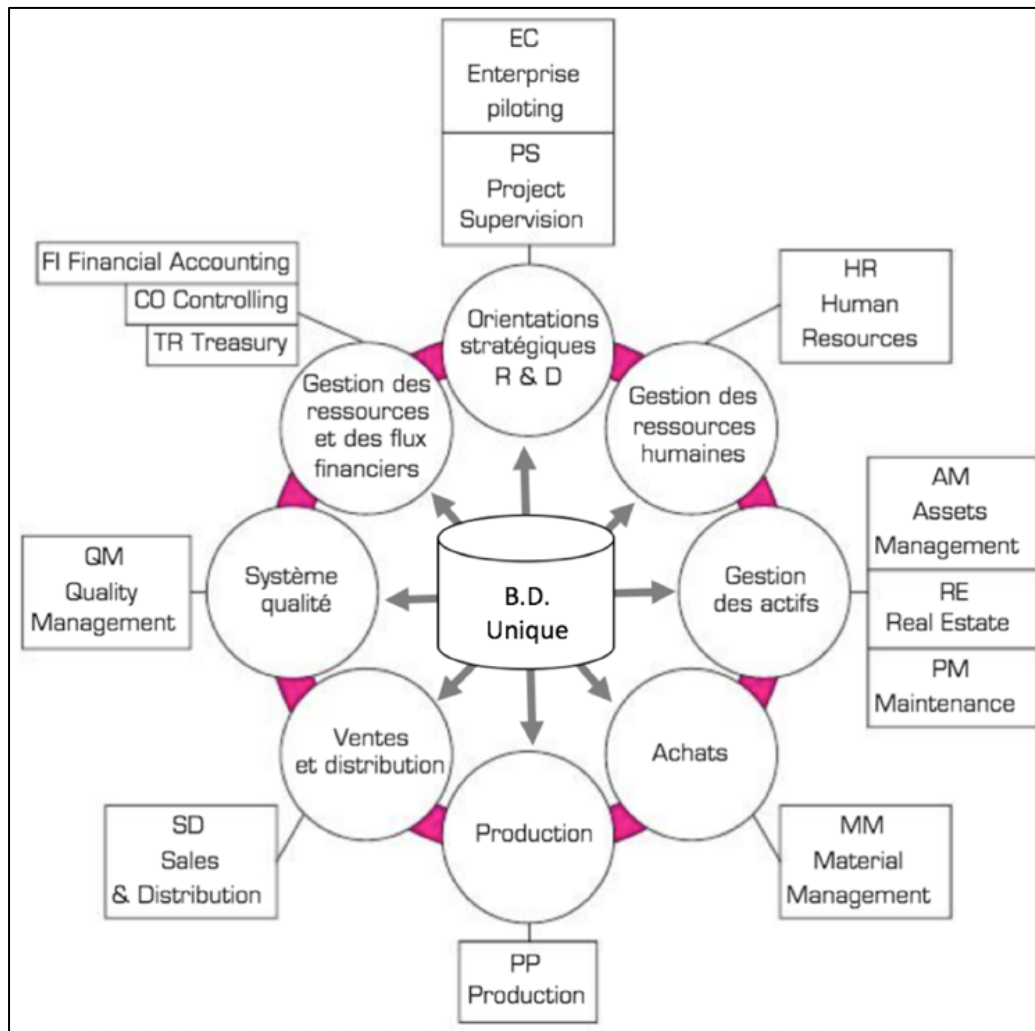 EC
Enterprise
piloting
PS
Project
Supervision
FI Financial Accounting
CO Controlling
TR Treasury
HR
Human
Resources
Orientations
stratégiques
R & D
Gestion des
ressources
et des flux
financiers
Gestion des
ressources
humaines
AM
Assets
Management
RE
Real Estate
PM
Maintenance
QM
Quality
Management
Système
qualité
B.D.
Unique
Gestion
des actifs
Ventes
et distribution
Achats
Production
SD
Sales
& Distribution
MM
Material
Management
PP
Production